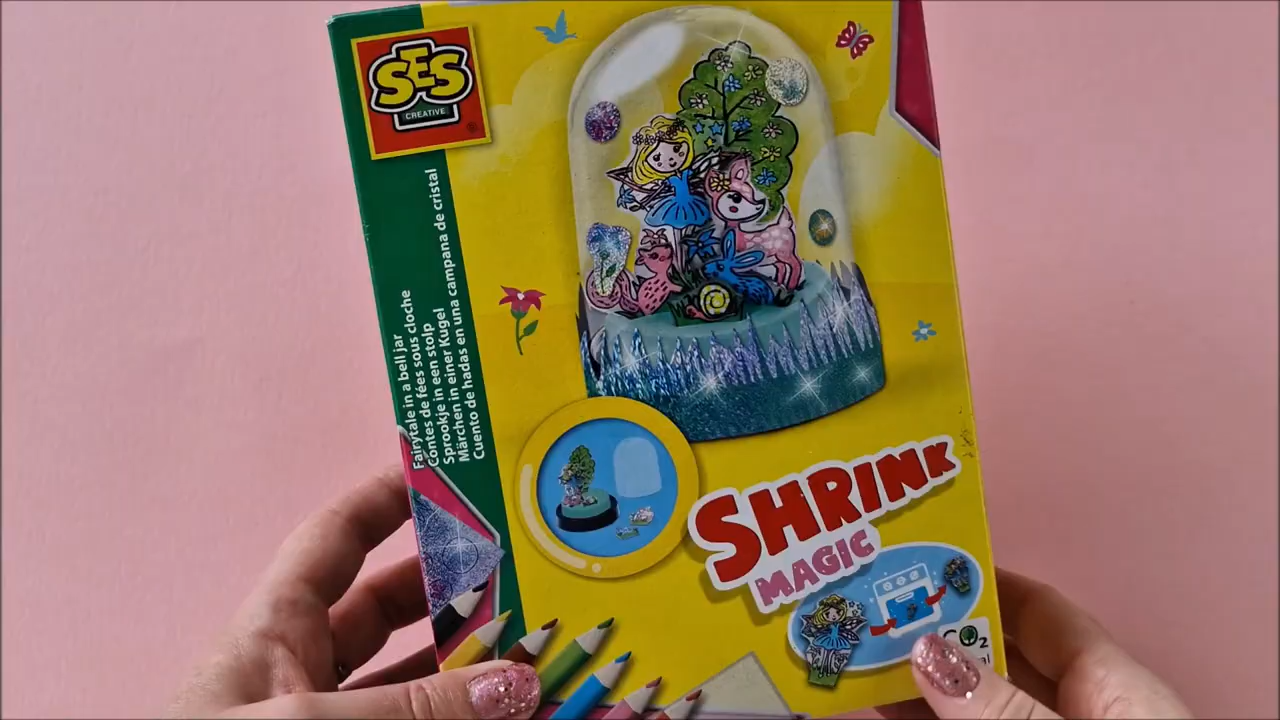 SES
CREATIVE
Fairytale in a bell jar
Contes de fées sous cloche
Sprookje in een stolp
Märchen in einer Kugel
Cuento de hadas en una campana de cristal
SHRINK
MAGIC
CO2